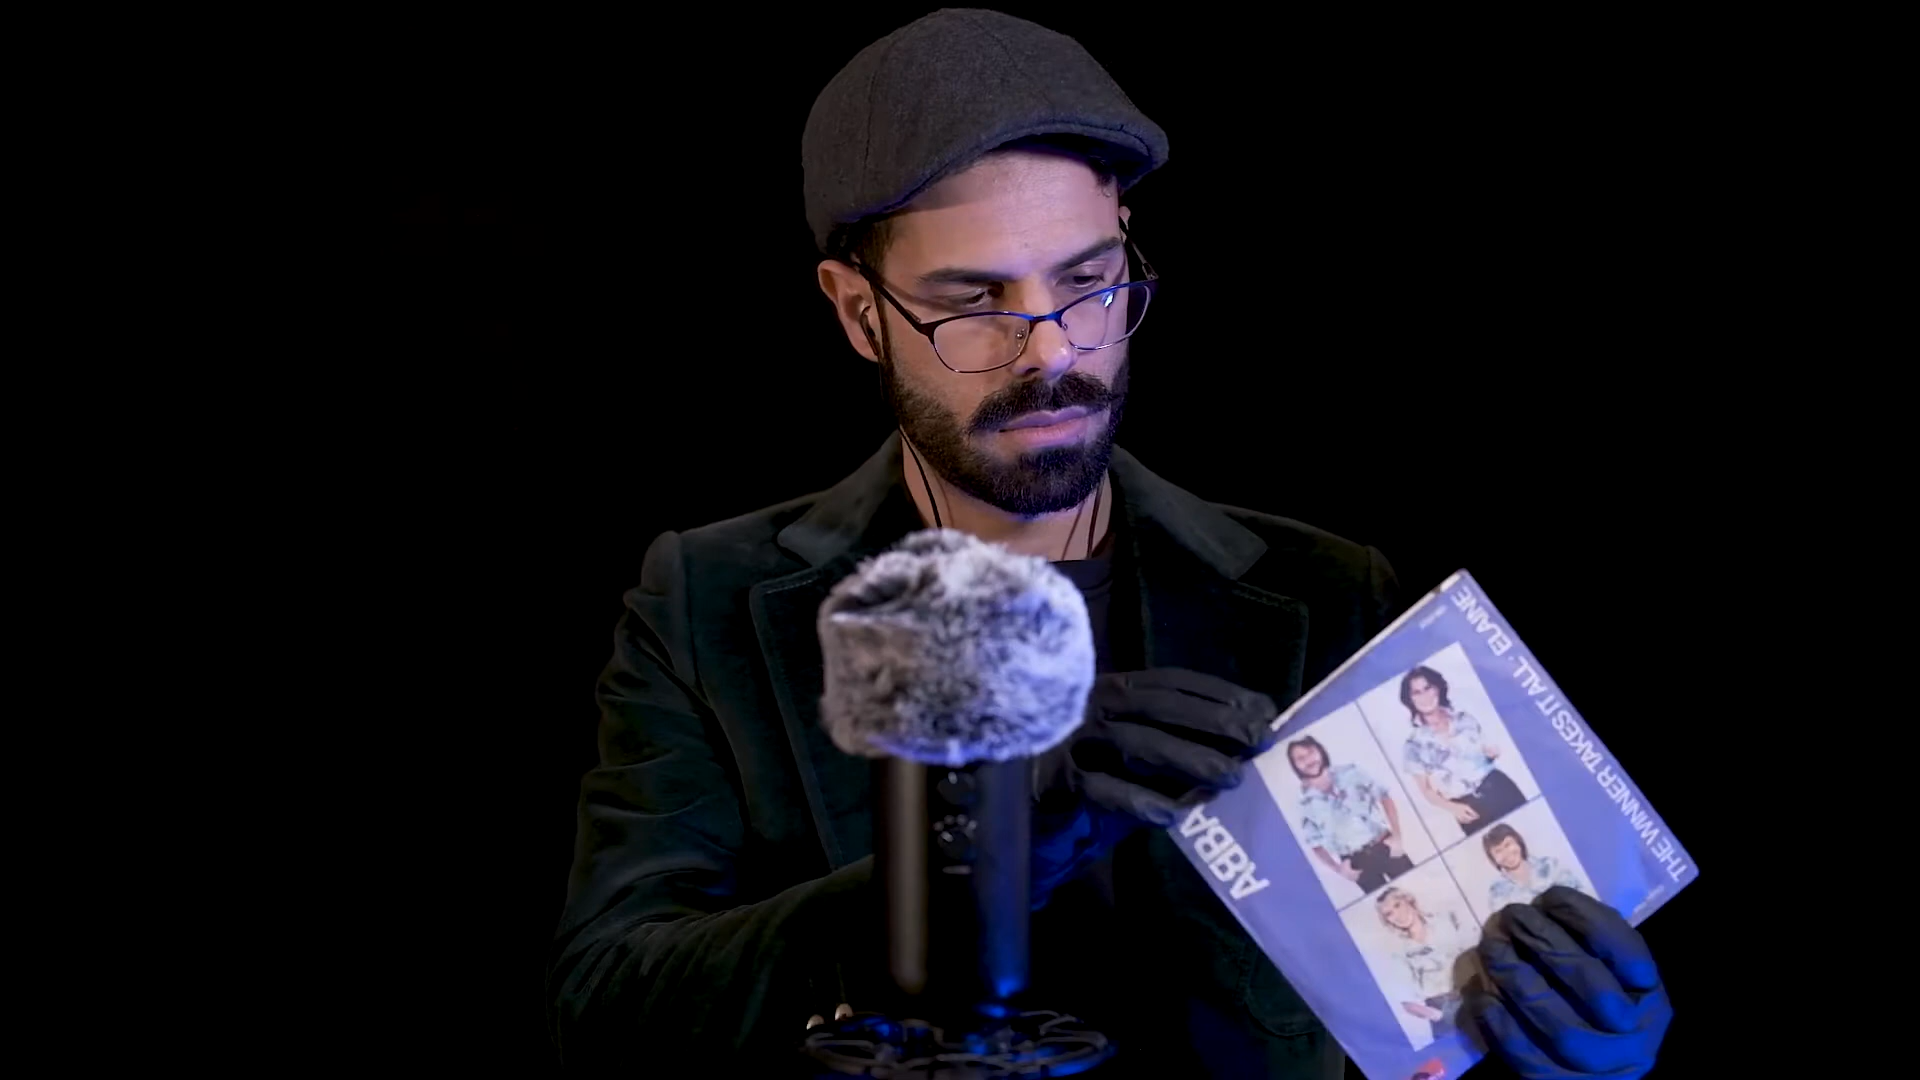 ABBA
THE WINNER TAKES IT ALL · ELAINE